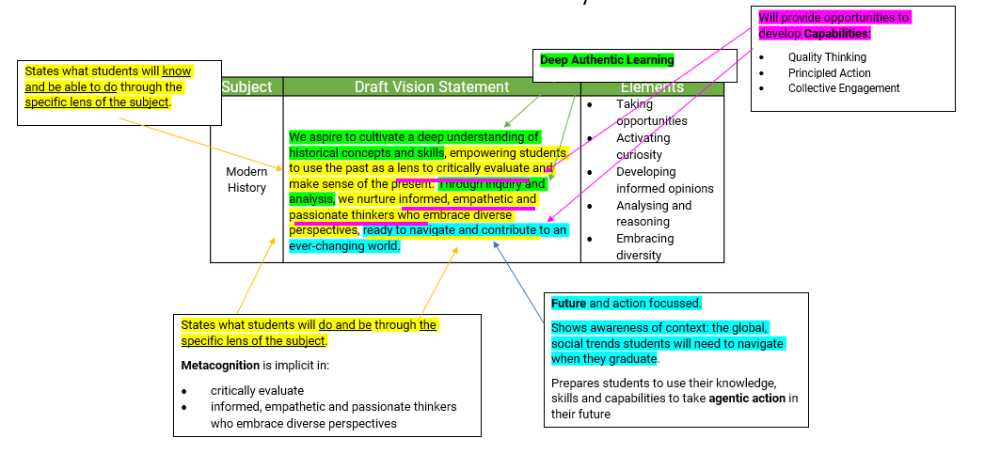 Will provide opportunities to
develop Capabilities:
• Quality Thinking
• Principled Action
• Collective Engagement
Deep Authentic Learning
States what students will know
and be able to do through the
specific lens of the subject.
Subject
Draft Vision Statement
Elements
Modern
History
We aspire to cultivate a deep understanding of
historical concepts and skills, empowering students
to use the past as a lens to critically evaluate and
make sense of the present. Through inquiry and
analysis, we nurture informed, empathetic and
passionate thinkers who embrace diverse
perspectives, ready to navigate and contribute to an
ever-changing world.
• Taking
opportunities
• Activating
curiosity
• Developing
informed opinions
• Analysing and
reasoning
• Embracing
diversity
States what students will do and be through the
specific lens of the subject.
Metacognition is implicit in:
• critically evaluate
• informed, empathetic and passionate thinkers
who embrace diverse perspectives
Future and action focussed.
Shows awareness of context: the global,
social trends students will need to navigate
when they graduate.
Prepares students to use their knowledge,
skills and capabilities to take agentic action in
their future